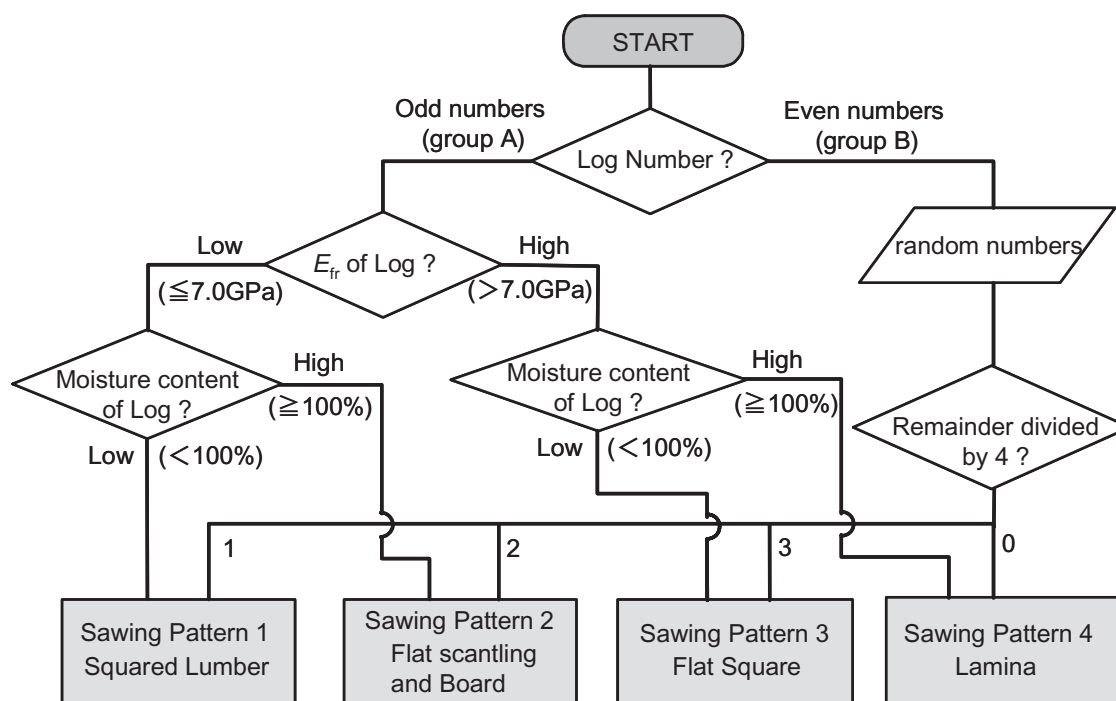 START
Odd numbers
(group A)
Even numbers
(group B)
Log Number ?
random numbers
Low
Efr of Log ?
High
(≦7.0GPa)
(＞7.0GPa)
Moisture content
of Log ?
High
(≧100%)
Low
(＜100%)
Moisture content
of Log ?
High
(≧100%)
Low
(＜100%)
Remainder divided
by 4 ?
1
2
3
0
Sawing Pattern 1
Squared Lumber
Sawing Pattern 2
Flat scantling
and Board
Sawing Pattern 3
Flat Square
Sawing Pattern 4
Lamina